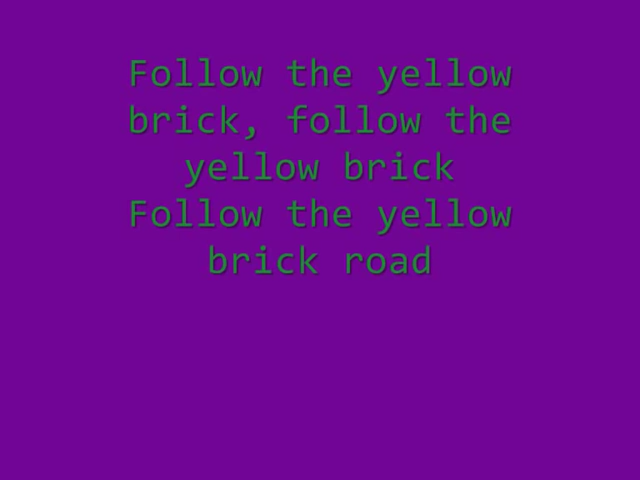 Follow the yellow
brick, follow the
yellow brick
Follow the yellow
brick road